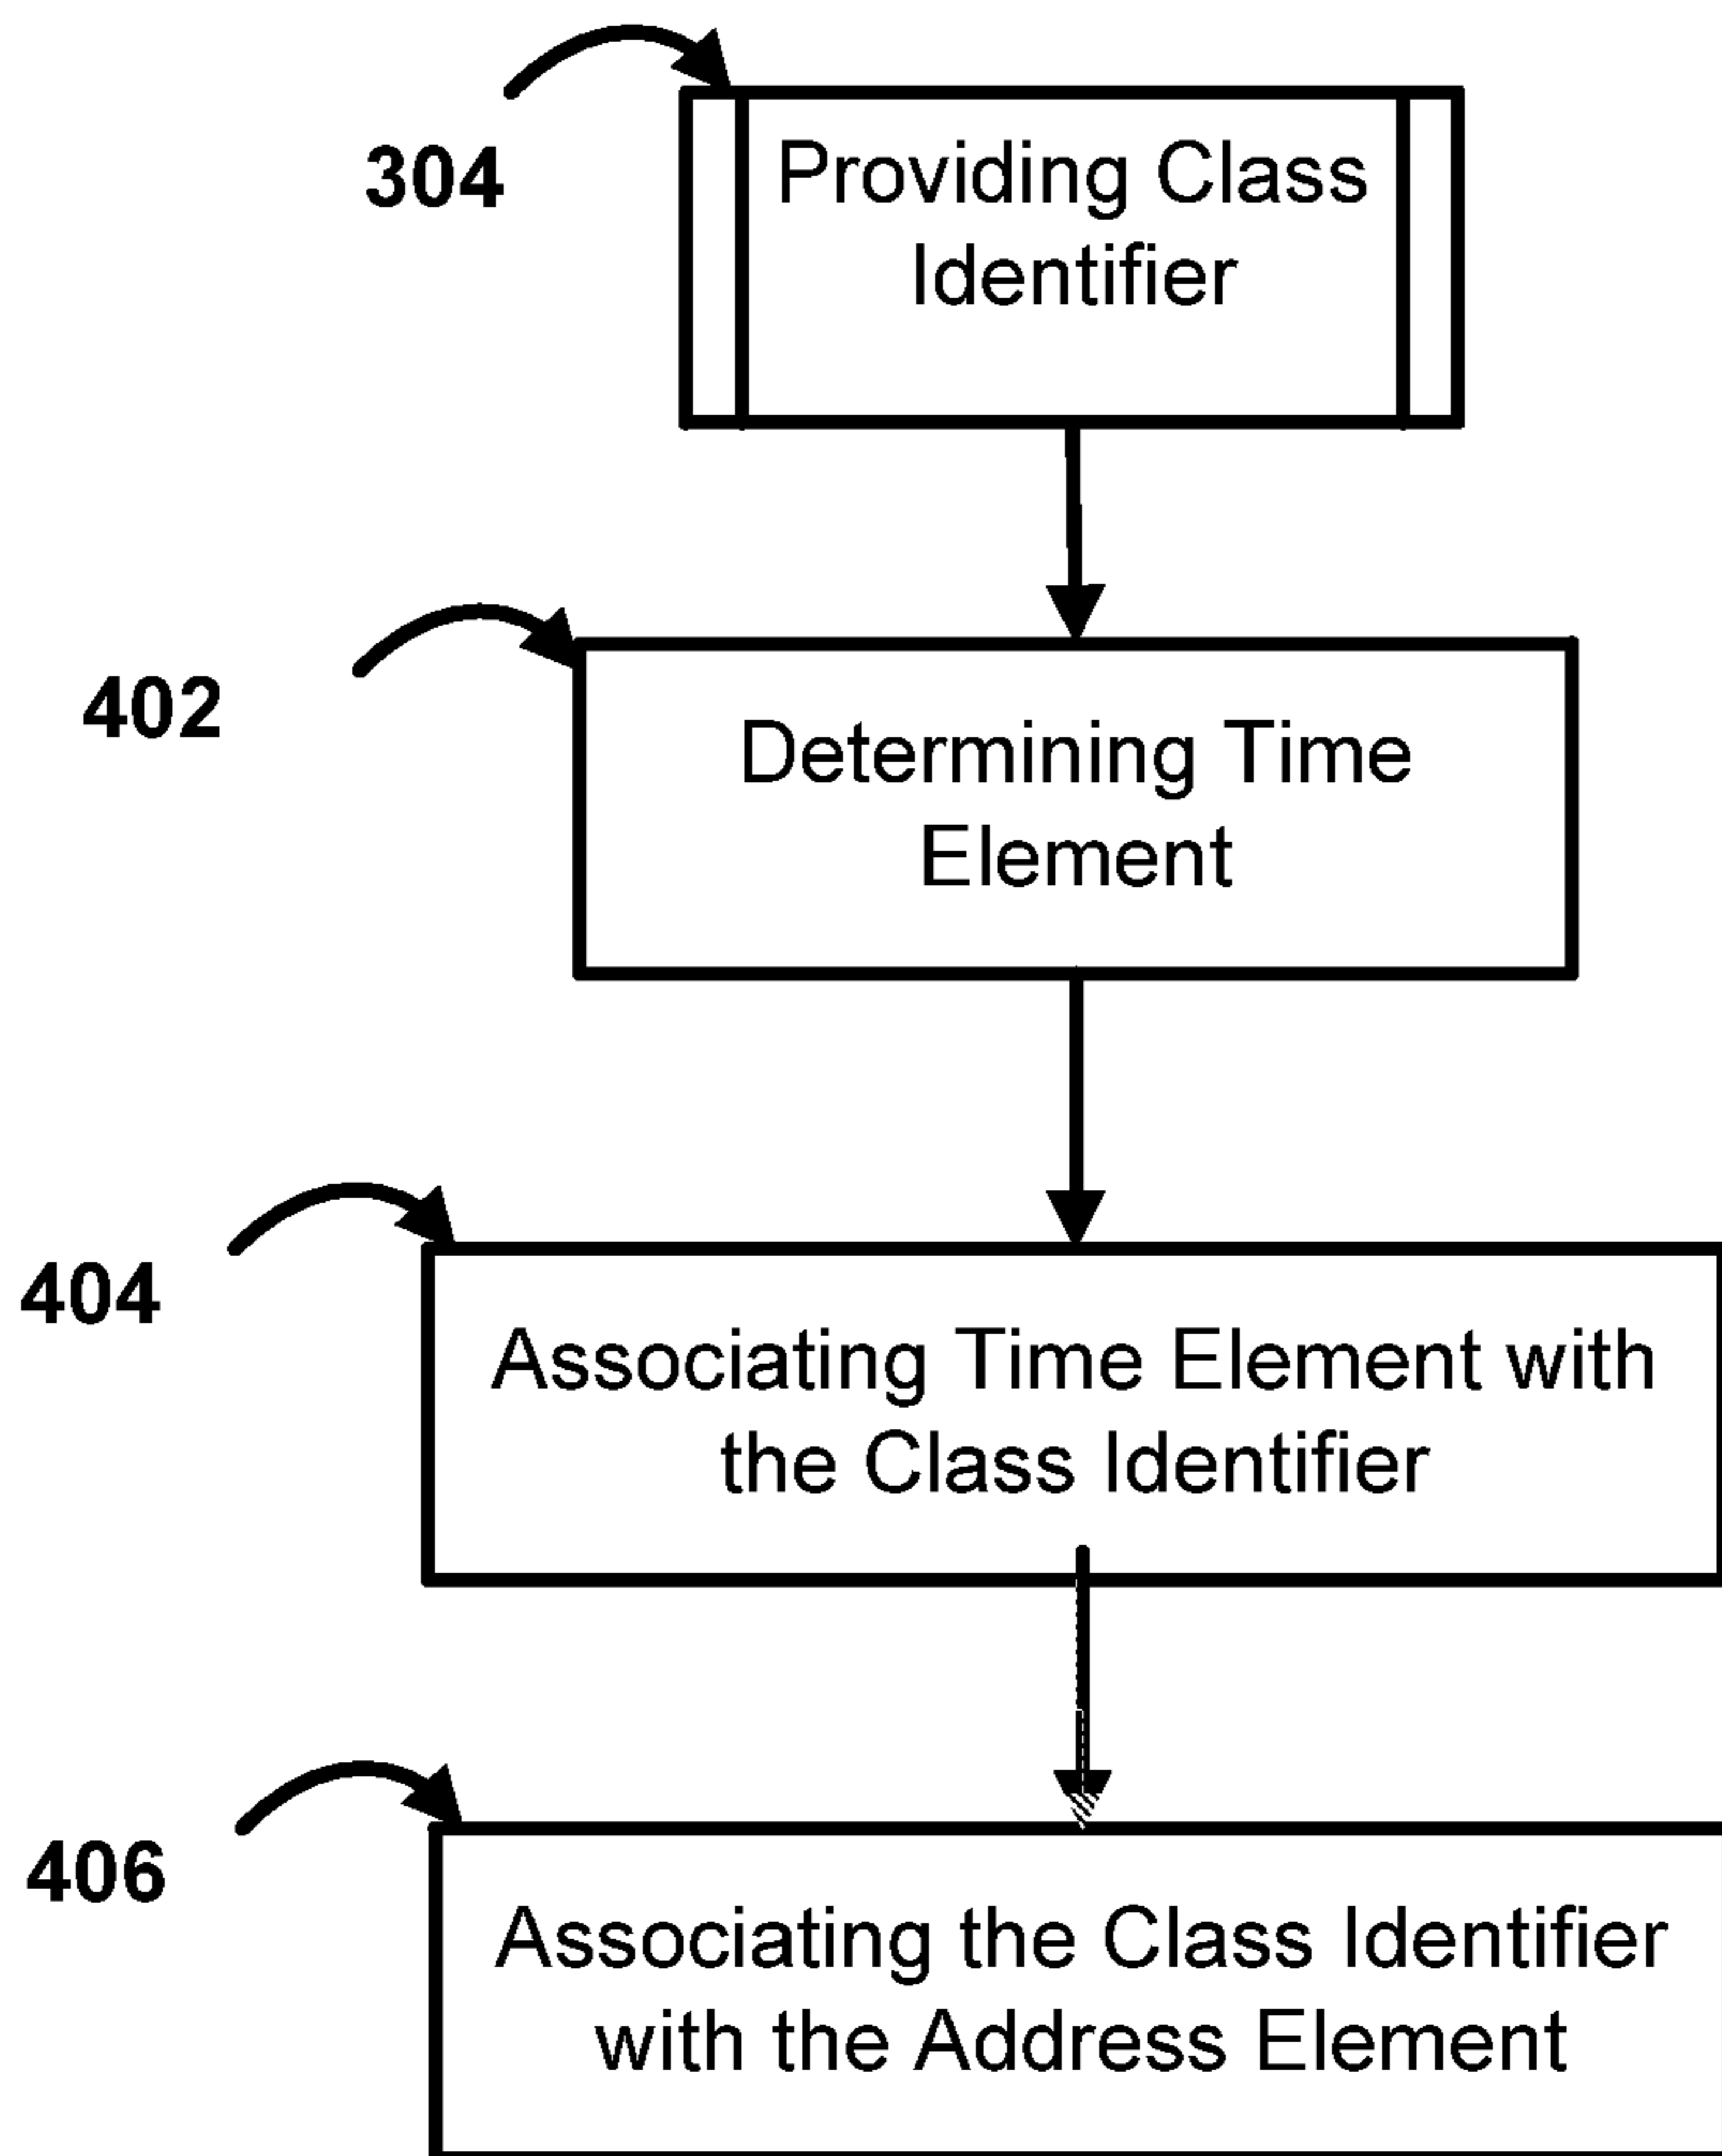 304
Providing Class
Identifier
402
Determining Time
Element
404
Associating Time Element with
the Class Identifier
406
Associating the Class Identifier
with the Address Element